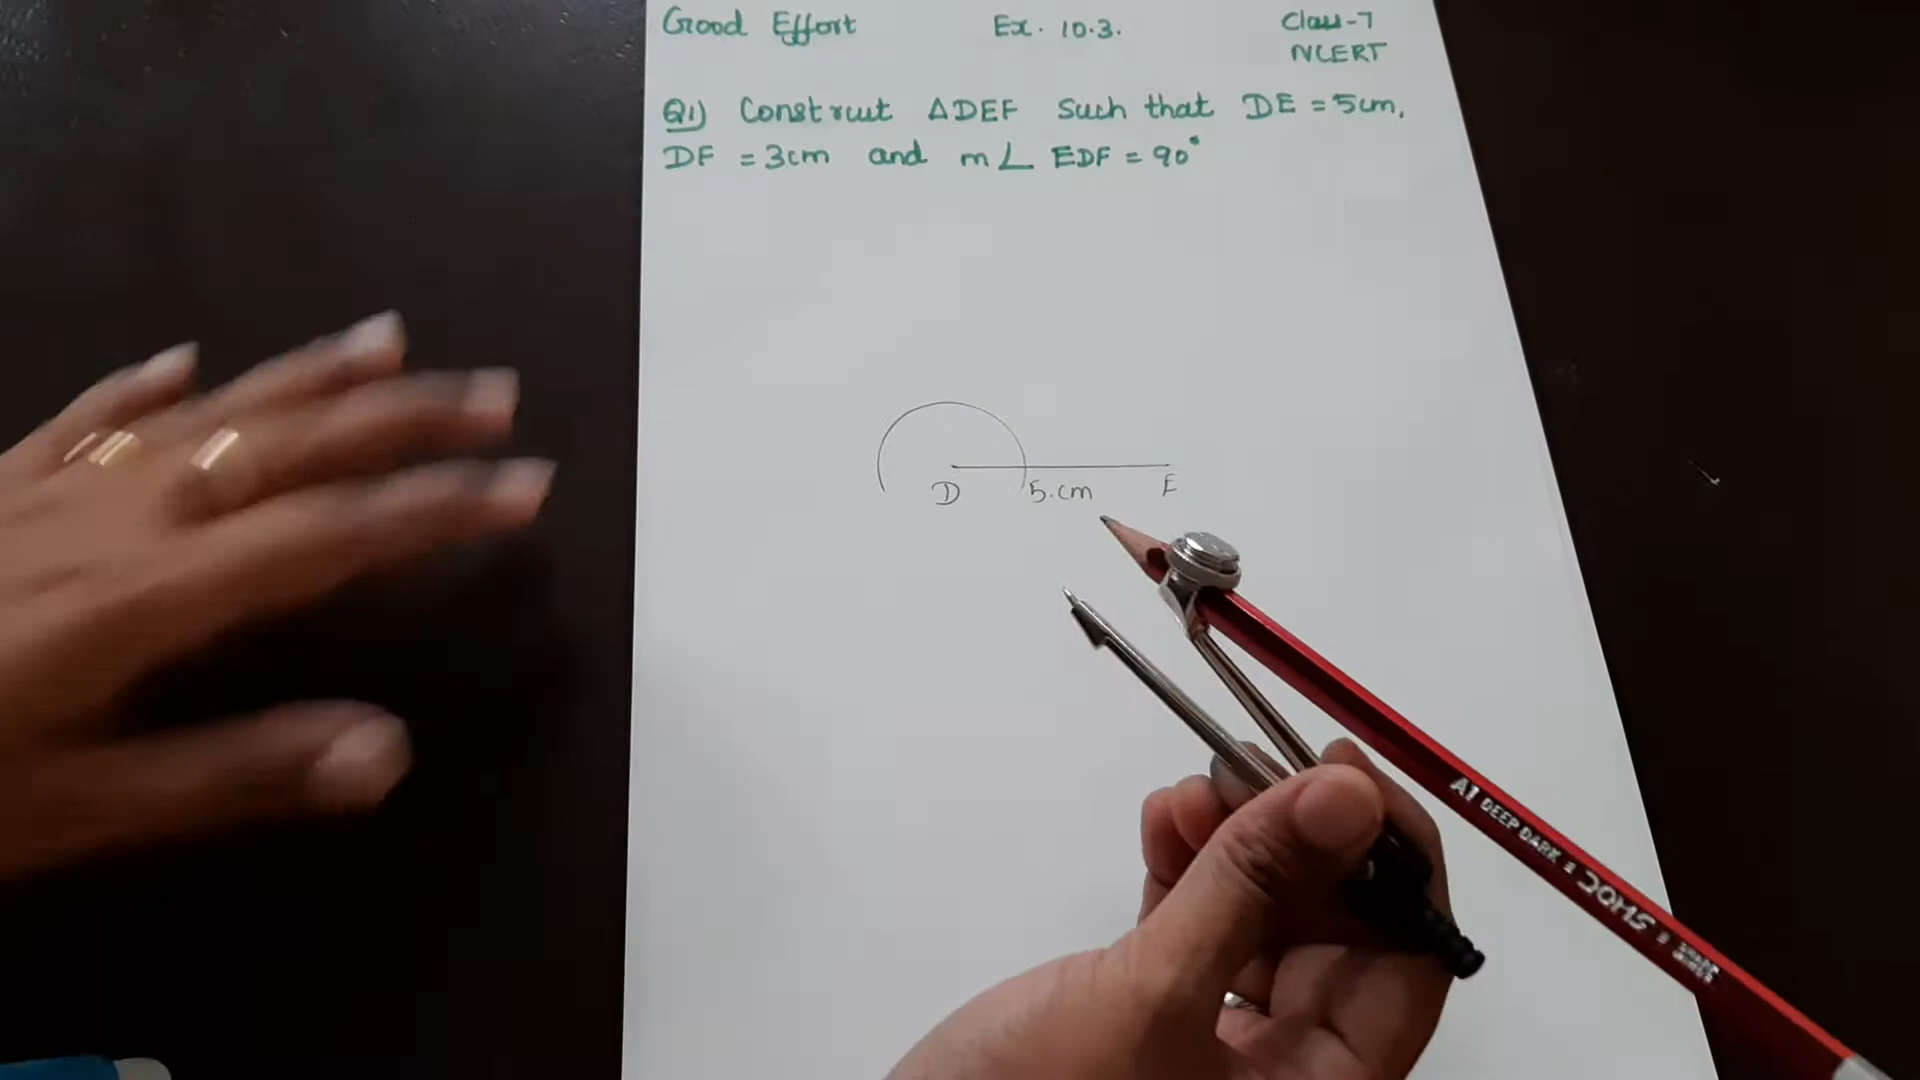 Good Effort Ex. 10.3. Class-7
NCERT
Q1) Construct ΔDEF Such that DE = 5cm,
DF = 3cm and m∠ EDF = 90°
D 5.cm E
A1 DEEP DARK DOMS